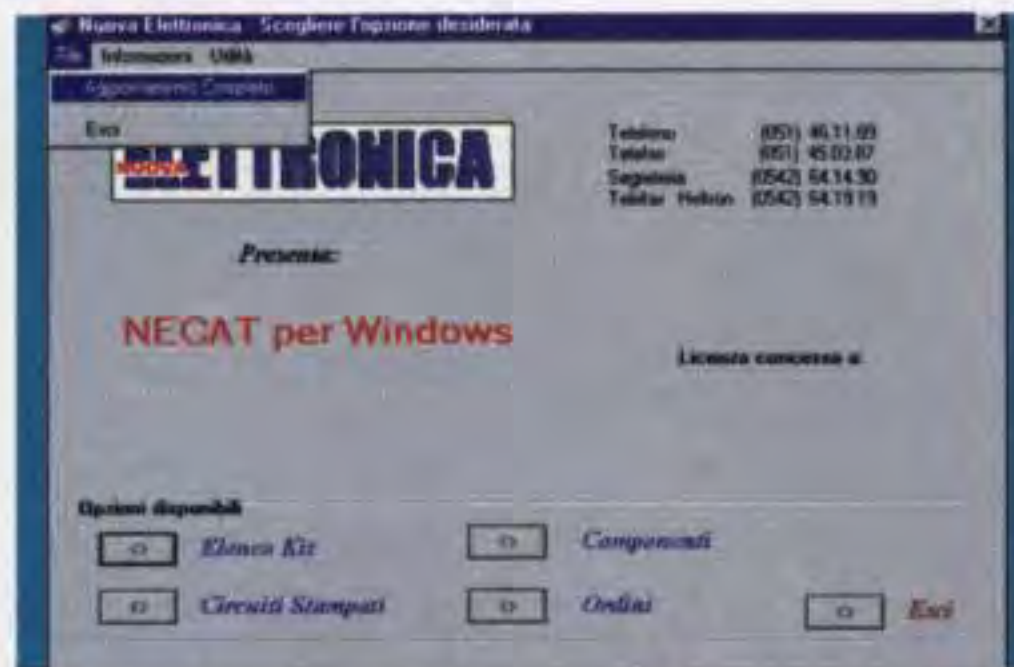 Nuova Elettronica - Scegliere l'opzione desiderata
File Informazioni Utilità
Aggiornamento Completo
Esci
NUOVA ELETTRONICA
Telefono (051) 46.11.09
Telefax (051) 45.03.87
Segreteria (0542) 64.14.90
Telefax Heltron (0542) 64.19.19
Presenta:
NECAT per Windows
Licenza concessa a:
Opzioni disponibili
Elenco Kit
Componenti
Circuiti Stampati
Ordini
Esci